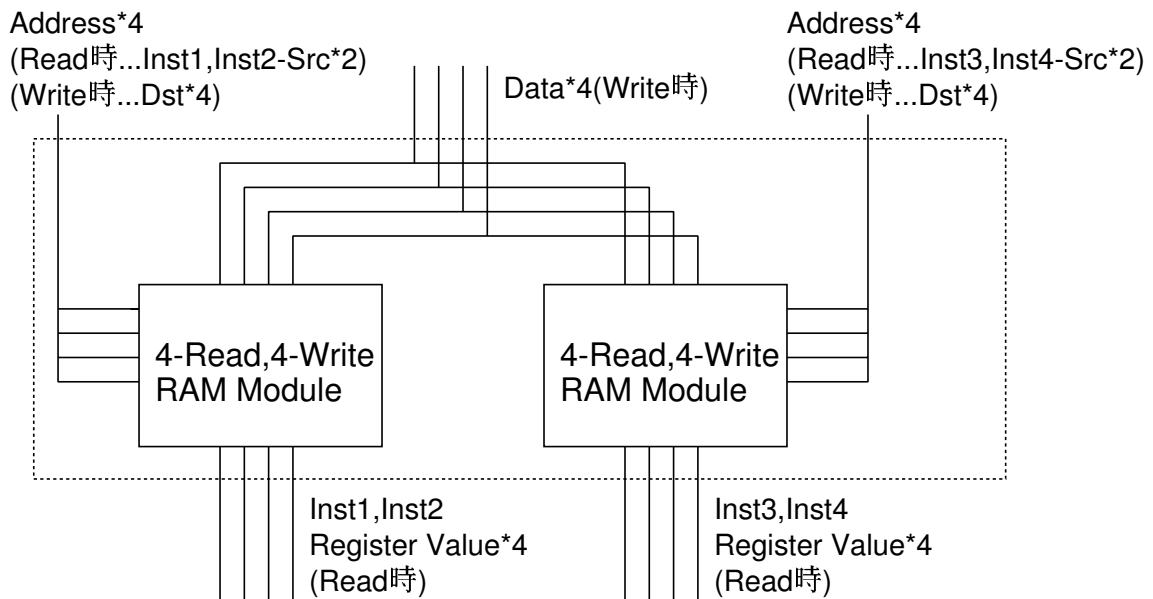 Address*4
(Read時...Inst1,Inst2-Src*2)
(Write時...Dst*4)
Data*4(Write時)
Address*4
(Read時...Inst3,Inst4-Src*2)
(Write時...Dst*4)
4-Read,4-Write
RAM Module
4-Read,4-Write
RAM Module
Inst1,Inst2
Register Value*4
(Read時)
Inst3,Inst4
Register Value*4
(Read時)